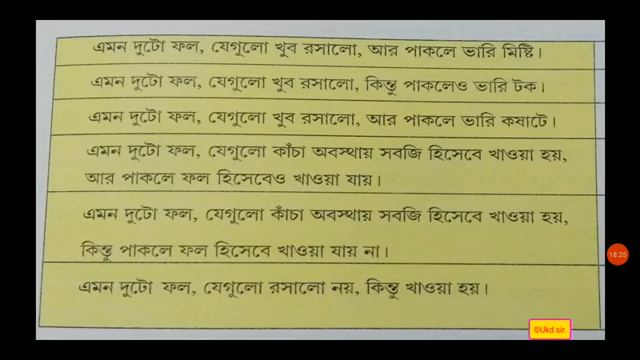 এমন দুটো ফল, যেগুলো খুব রসালো, আর পাকলে ভারি মিষ্টি।
এমন দুটো ফল, যেগুলো খুব রসালো, কিন্তু পাকলেও ভারি টক।
এমন দুটো ফল, যেগুলো খুব রসালো, আর পাকলে ভারি কষাটে।
এমন দুটো ফল, যেগুলো কাঁচা অবস্থায় সবজি হিসেবে খাওয়া হয়,
আর পাকলে ফল হিসেবেও খাওয়া যায়।
এমন দুটো ফল, যেগুলো কাঁচা অবস্থায় সবজি হিসেবে খাওয়া হয়,
কিন্তু পাকলে ফল হিসেবে খাওয়া যায় না।
এমন দুটো ফল, যেগুলো রসালো নয়, কিন্তু খাওয়া হয়।
18:25
©Ukd sir.